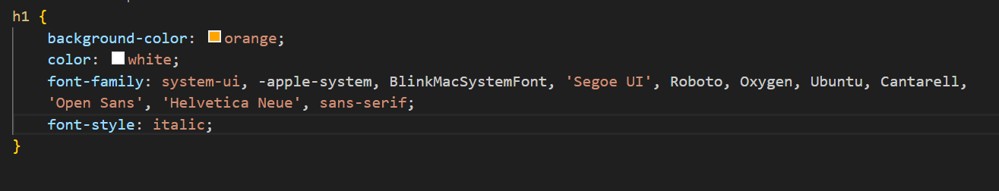 h1 {
background-color: orange;
color: white;
font-family: system-ui, -apple-system, BlinkMacSystemFont, 'Segoe UI', Roboto, Oxygen, Ubuntu, Cantarell,
'Open Sans', 'Helvetica Neue', sans-serif;
font-style: italic;
}